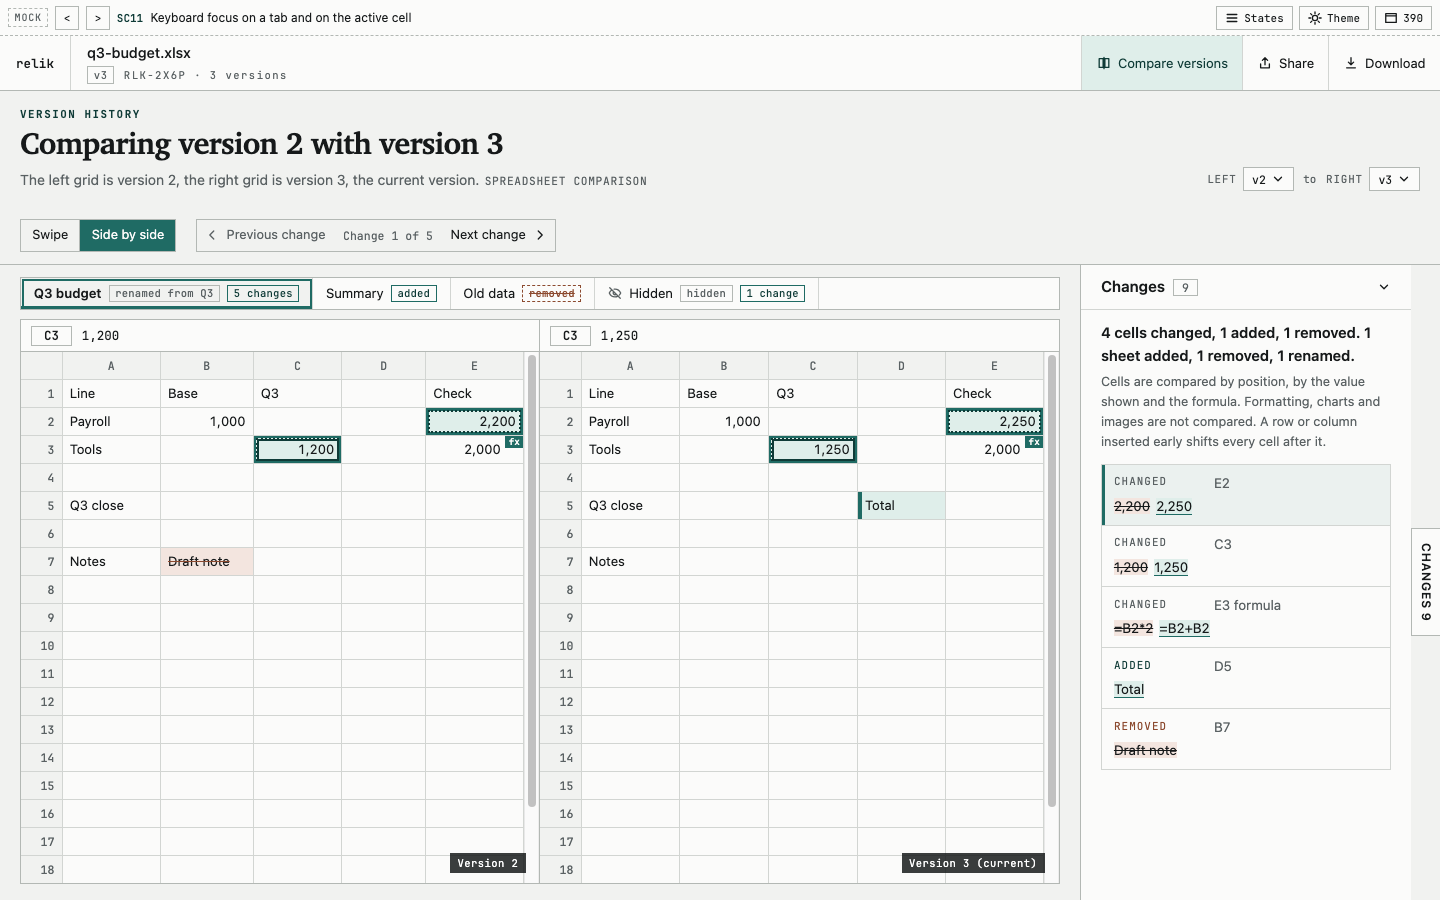 MOCK < > SC11 Keyboard focus on a tab and on the active cell States Theme 390
relik q3-budget.xlsx Compare versions Share Download
v3 RLK-2X6P · 3 versions
VERSION HISTORY
Comparing version 2 with version 3
The left grid is version 2, the right grid is version 3, the current version. SPREADSHEET COMPARISON LEFT v2 to RIGHT v3
Swipe Side by side Previous change Change 1 of 5 Next change
Q3 budget renamed from Q3 5 changes Summary added Old data removed Hidden hidden 1 change
C3 1,200 C3 1,250
A B C D E A B C D E
1 Line Base Q3 Check 1 Line Base Q3 Check
2 Payroll 1,000 2,200 2 Payroll 1,000 2,250
3 Tools 1,200 2,000 fx 3 Tools 1,250 2,000 fx
4 4
5 Q3 close 5 Q3 close Total
6 6
7 Notes Draft note 7 Notes
8 8
9 9
10 10
11 11
12 12
13 13
14 14
15 15
16 16
17 17
18 18
Version 2 Version 3 (current)
Changes 9
4 cells changed, 1 added, 1 removed. 1
sheet added, 1 removed, 1 renamed.
Cells are compared by position, by the value
shown and the formula. Formatting, charts and
images are not compared. A row or column
inserted early shifts every cell after it.
CHANGED E2
2,200 2,250
CHANGED C3
1,200 1,250
CHANGED E3 formula
=B2*2 =B2+B2
ADDED D5
Total
REMOVED B7
Draft note
CHANGES 9